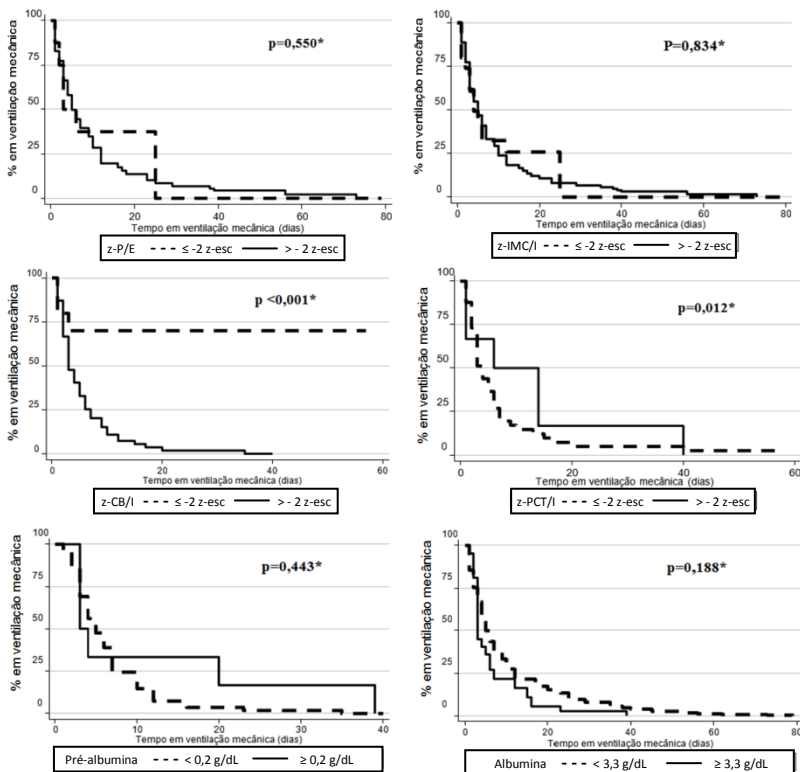 % em ventilação mecânica
100
75
50
25
0
p=0,550*
0
20
40
60
80
Tempo em ventilação mecânica (dias)
z-P/E ≤ -2 z-esc > - 2 z-esc
% em ventilação mecânica
100
75
50
25
0
P=0,834*
0
20
40
60
80
Tempo em ventilação mecânica (dias)
z-IMC/I ≤ -2 z-esc > - 2 z-esc
% em ventilação mecânica
100
75
50
25
0
p <0,001*
0
20
40
60
Tempo em ventilação mecânica (dias)
z-CB/I ≤ -2 z-esc > - 2 z-esc
% em ventilação mecânica
100
75
50
25
0
p=0,012*
0
20
40
60
Tempo em ventilação mecânica (dias)
z-PCT/I ≤ -2 z-esc > - 2 z-esc
% em ventilação mecânica
100
75
50
25
0
p=0,443*
0
10
20
30
40
Tempo em ventilação mecânica (dias)
Pré-albumina < 0,2 g/dL ≥ 0,2 g/dL
% em ventilação mecânica
100
75
50
25
0
p=0,188*
0
20
40
60
80
Tempo em ventilação mecânica (dias)
Albumina < 3,3 g/dL ≥ 3,3 g/dL